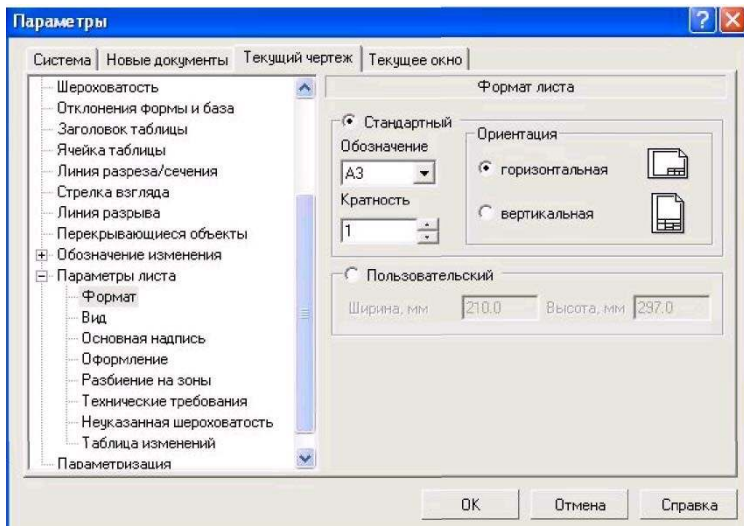 Параметры
Система
Новые документы
Текущий чертеж
Текущее окно
Шероховатость
Отклонения формы и база
Заголовок таблицы
Ячейка таблицы
Линия разреза/сечения
Стрелка взгляда
Линия разрыва
Перекрывающиеся объекты
Обозначение изменения
Параметры листа
Формат
Вид
Основная надпись
Оформление
Разбиение на зоны
Технические требования
Неуказанная шероховатость
Таблица изменений
Параметризация
Формат листа
Стандартный
Обозначение
A3
Кратность
1
Ориентация
горизонтальная
вертикальная
Пользовательский
Ширина, мм 210.0 Высота, мм 297.0
OK Отмена Справка